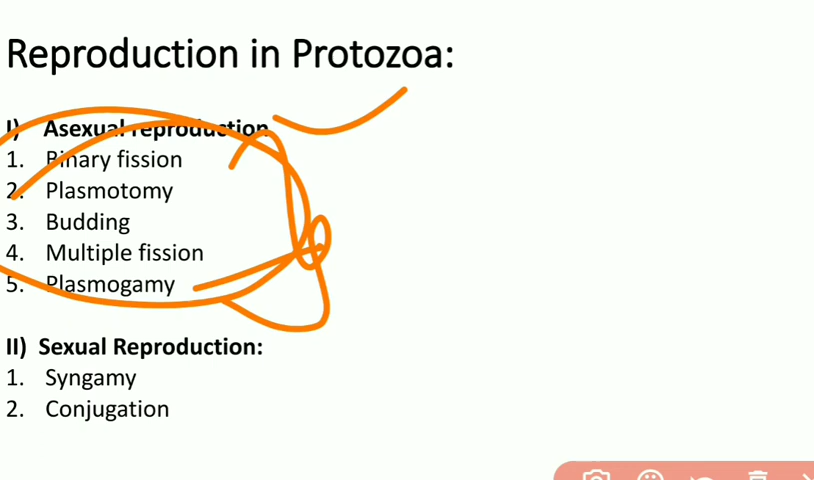 Reproduction in Protozoa:
I) Asexual reproduction
1. Binary fission
2. Plasmotomy
3. Budding
4. Multiple fission
5. Plasmogamy
II) Sexual Reproduction:
1. Syngamy
2. Conjugation